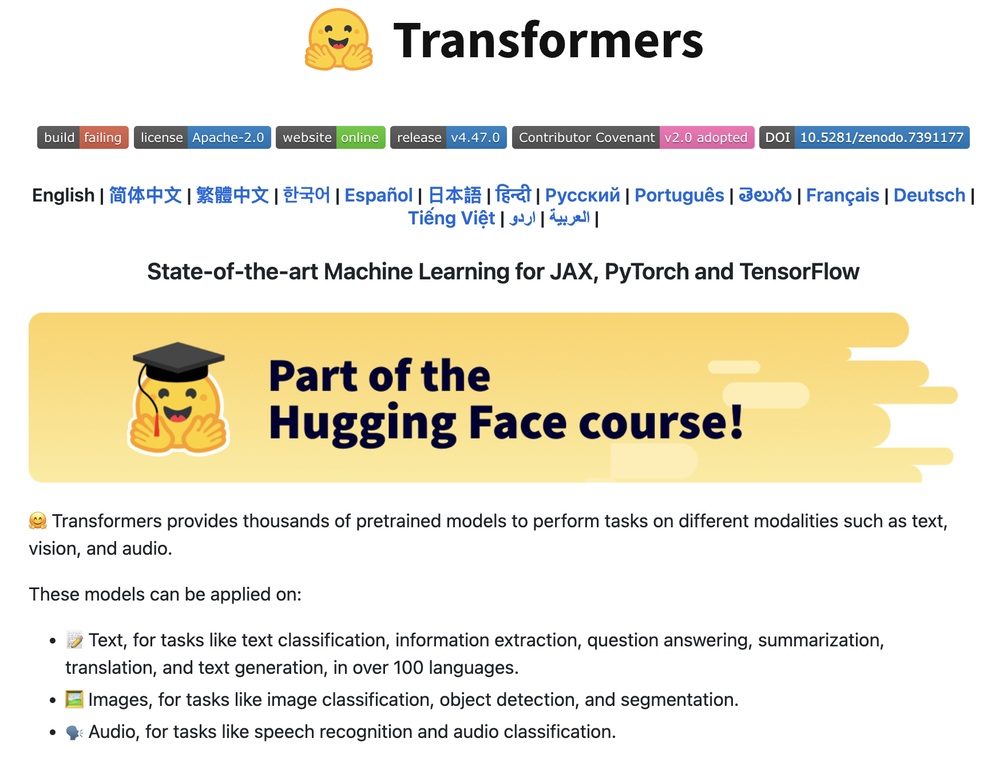 Transformers
build failing license Apache-2.0 website online release v4.47.0 Contributor Covenant v2.0 adopted DOI 10.5281/zenodo.7391177
English | 简体中文 | 繁體中文 | 한국어 | Español | 日本語 | हिन्दी | Русский | Português | తెలుగు | Français | Deutsch |
Tiếng Việt | العربية | اردو |
State-of-the-art Machine Learning for JAX, PyTorch and TensorFlow
Part of the
Hugging Face course!
🤗 Transformers provides thousands of pretrained models to perform tasks on different modalities such as text,
vision, and audio.
These models can be applied on:
• 📝 Text, for tasks like text classification, information extraction, question answering, summarization,
translation, and text generation, in over 100 languages.
• 🖼️ Images, for tasks like image classification, object detection, and segmentation.
• 🗣️ Audio, for tasks like speech recognition and audio classification.